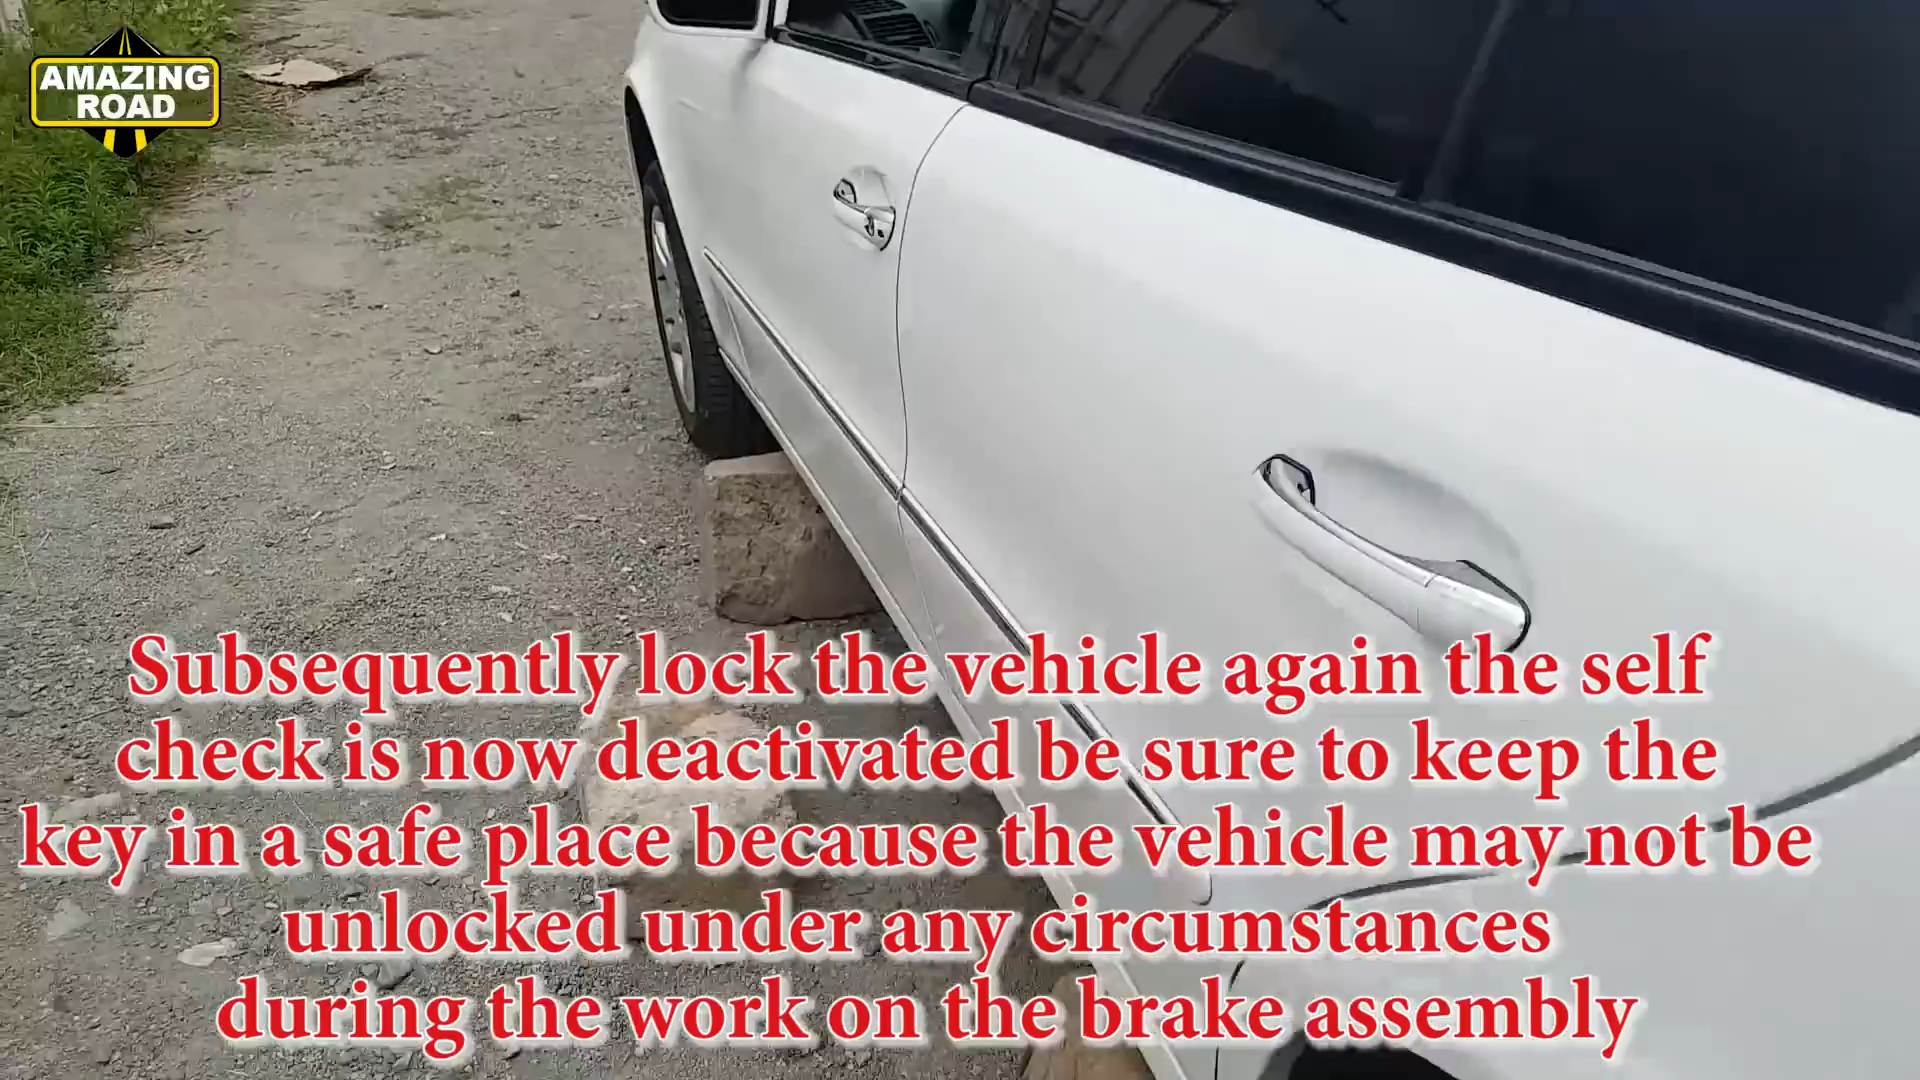 AMAZING
ROAD
Subsequently lock the vehicle again the self
check is now deactivated be sure to keep the
key in a safe place because the vehicle may not be
unlocked under any circumstances
during the work on the brake assembly